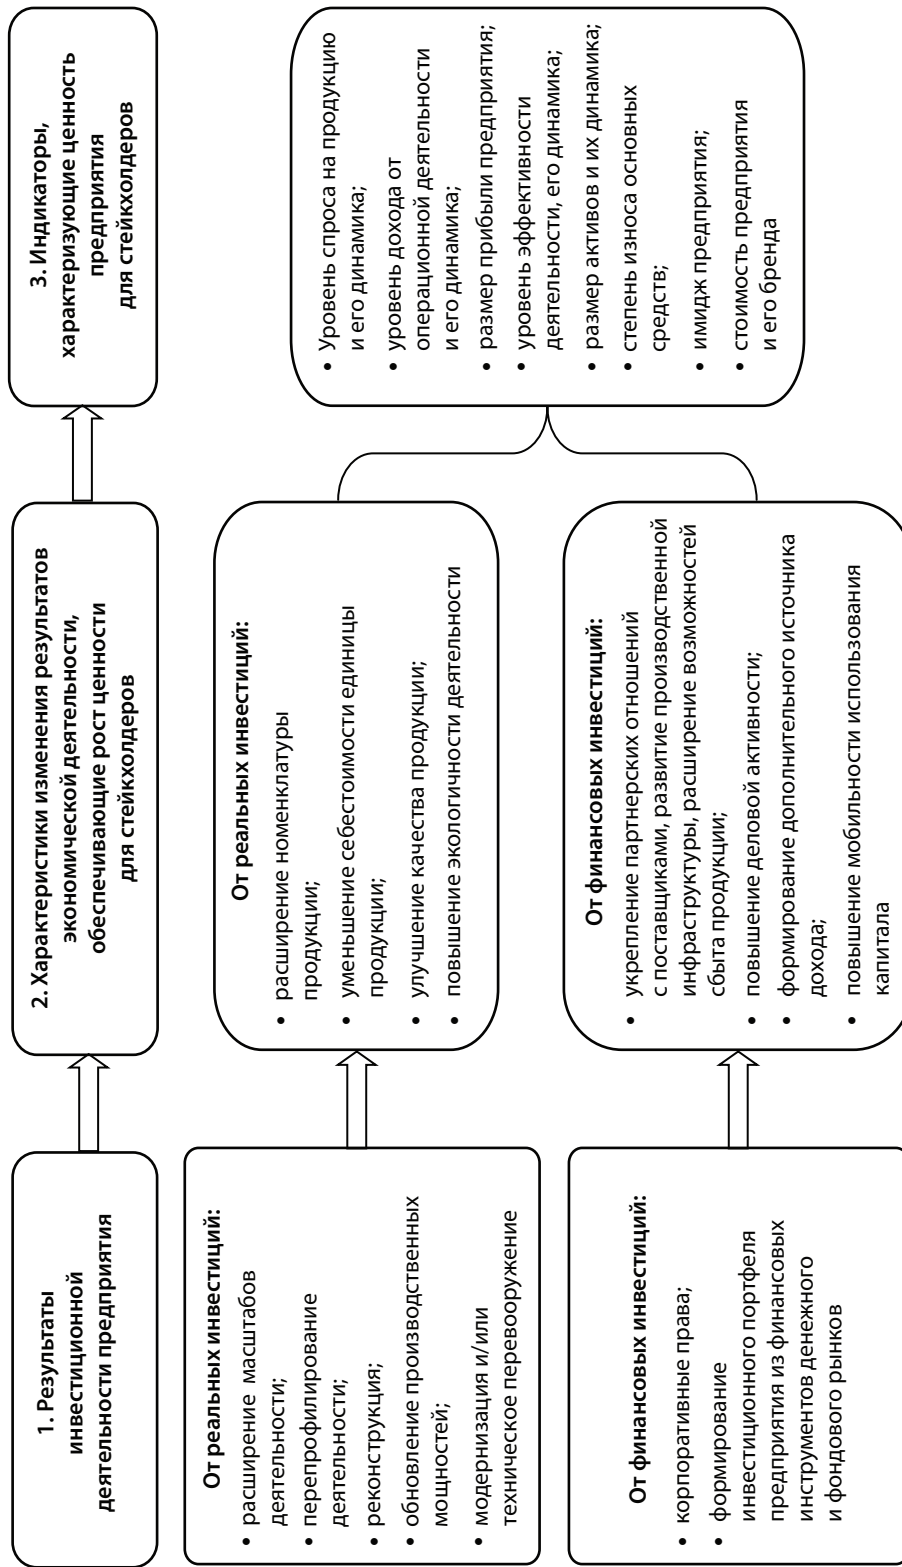 1. Результаты
инвестиционной
деятельности предприятия
2. Характеристики изменения результатов
экономической деятельности,
обеспечивающие рост ценности
для стейкхолдеров
3. Индикаторы,
характеризующие ценность
предприятия
для стейкхолдеров
От реальных инвестиций:
• расширение масштабов
деятельности;
• перепрофилирование
деятельности;
• реконструкция;
• обновление производственных
мощностей;
• модернизация и/или
техническое перевооружение
От реальных инвестиций:
• расширение номенклатуры
продукции;
• уменьшение себестоимости единицы
продукции;
• улучшение качества продукции;
• повышение экологичности деятельности
От финансовых инвестиций:
• корпоративные права;
• формирование
инвестиционного портфеля
предприятия из финансовых
инструментов денежного
и фондового рынков
От финансовых инвестиций:
• укрепление партнерских отношений
с поставщиками, развитие производственной
инфраструктуры, расширение возможностей
сбыта продукции;
• повышение деловой активности;
• формирование дополнительного источника
дохода;
• повышение мобильности использования
капитала
• Уровень спроса на продукцию
и его динамика;
• уровень дохода от
операционной деятельности
и его динамика;
• размер прибыли предприятия;
• уровень эффективности
деятельности, его динамика;
• размер активов и их динамика;
• степень износа основных
средств;
• имидж предприятия;
• стоимость предприятия
и его бренда